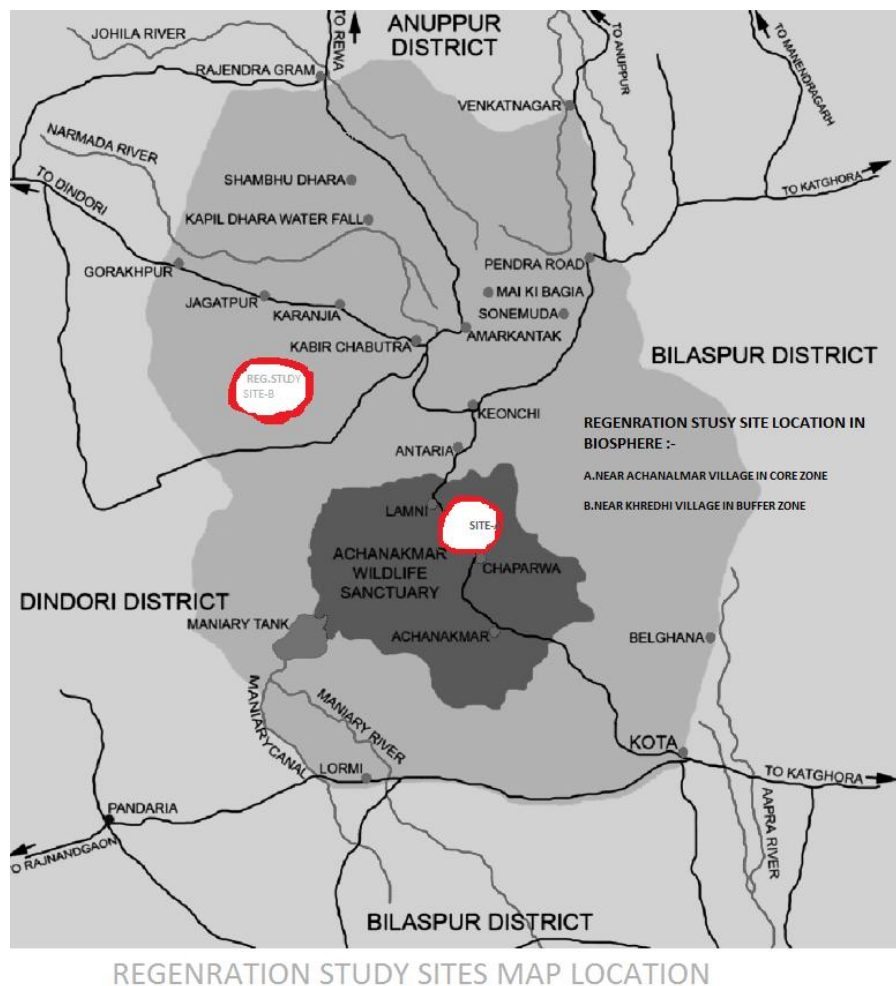 ANUPPUR
DISTRICT
TO REWA
JOHILA RIVER
RAJENDRA GRAM
TO ANUPPUR
TO MANENDRAGARH
VENKATNAGAR
NARMADA RIVER
TO DINDORI
SHAMBHU DHARA
TO KATGHORA
KAPIL DHARA WATER FALL
GORAKHPUR
PENDRA ROAD
JAGATPUR
MAI KI BAGIA
KARANJIA
SONEMUDA
AMARKANTAK
KABIR CHABUTRA
BILASPUR DISTRICT
REG.STUDY
SITE-B
KEONCHI
REGENRATION STUSY SITE LOCATION IN
BIOSPHERE :-
ANTARIA
A.NEAR ACHANALMAR VILLAGE IN CORE ZONE
B.NEAR KHREDHI VILLAGE IN BUFFER ZONE
LAMNI
SITE-A
ACHANAKMAR
WILDLIFE
SANCTUARY
CHAPARWA
DINDORI DISTRICT
MANIARY TANK
ACHANAKMAR
BELGHANA
MANIARY CANAL
MANIARY RIVER
KOTA
LORMI
TO KATGHORA
PANDARIA
AAPRA RIVER
TO RAJNANDGAON
BILASPUR DISTRICT
REGENRATION STUDY SITES MAP LOCATION